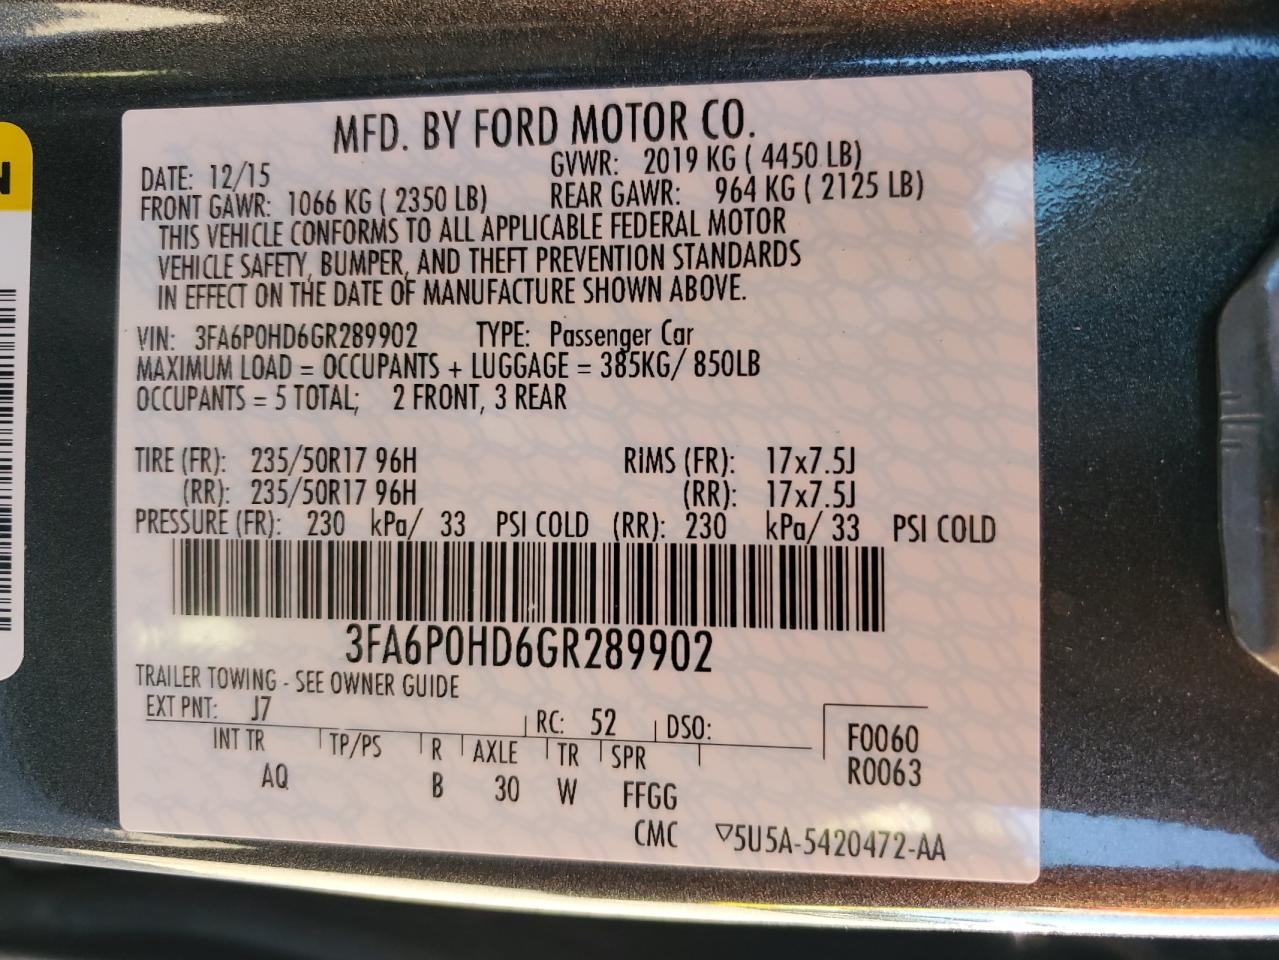 MFD. BY FORD MOTOR CO.
DATE: 12/15 GVWR: 2019 KG ( 4450 LB)
FRONT GAWR: 1066 KG ( 2350 LB) REAR GAWR: 964 KG ( 2125 LB)
THIS VEHICLE CONFORMS TO ALL APPLICABLE FEDERAL MOTOR
VEHICLE SAFETY, BUMPER, AND THEFT PREVENTION STANDARDS
IN EFFECT ON THE DATE OF MANUFACTURE SHOWN ABOVE.
VIN: 3FA6P0HD6GR289902 TYPE: Passenger Car
MAXIMUM LOAD = OCCUPANTS + LUGGAGE = 385KG/ 850LB
OCCUPANTS = 5 TOTAL; 2 FRONT, 3 REAR
TIRE (FR): 235/50R17 96H RIMS (FR): 17x7.5J
(RR): 235/50R17 96H (RR): 17x7.5J
PRESSURE (FR): 230 kPa/ 33 PSI COLD (RR): 230 kPa/ 33 PSI COLD
3FA6P0HD6GR289902
TRAILER TOWING - SEE OWNER GUIDE
EXT PNT: J7 RC: 52 DSO: F0060
INT TR TP/PS R AXLE TR SPR R0063
AQ B 30 W FFGG
CMC ▽5U5A-5420472-AA